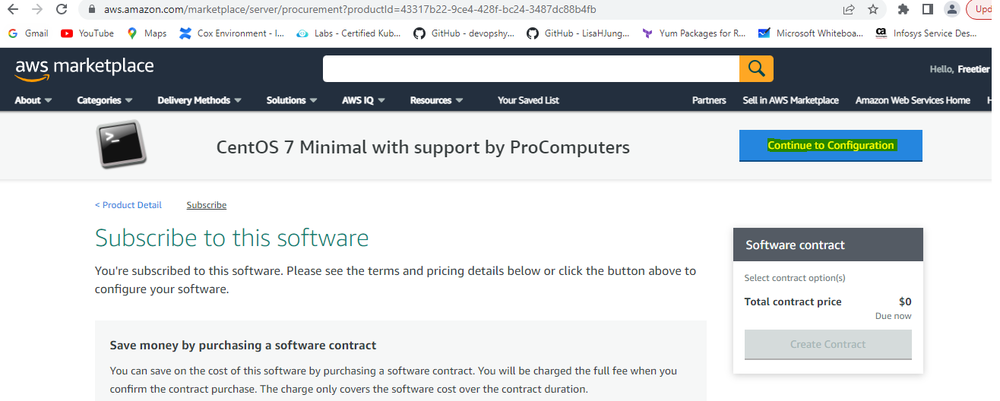 aws.amazon.com/marketplace/server/procurement?productId=43317b22-9ce4-428f-bc24-3487dc88b4fb
Upd
Gmail YouTube Maps Cox Environment - I... Labs - Certified Kub... GitHub - devopshy... GitHub - LisaHJung... Yum Packages for R... Microsoft Whiteboa... ca Infosys Service Des...
aws marketplace
Hello, Freetier
About Categories Delivery Methods Solutions AWS IQ Resources Your Saved List Partners Sell in AWS Marketplace Amazon Web Services Home H
>_
CentOS 7 Minimal with support by ProComputers
Continue to Configuration
< Product Detail Subscribe
Subscribe to this software
You're subscribed to this software. Please see the terms and pricing details below or click the button above to
configure your software.
Save money by purchasing a software contract
You can save on the cost of this software by purchasing a software contract. You will be charged the full fee when you
confirm the contract purchase. The charge only covers the software cost over the contract duration.
Software contract
Select contract option(s)
Total contract price $0
Due now
Create Contract